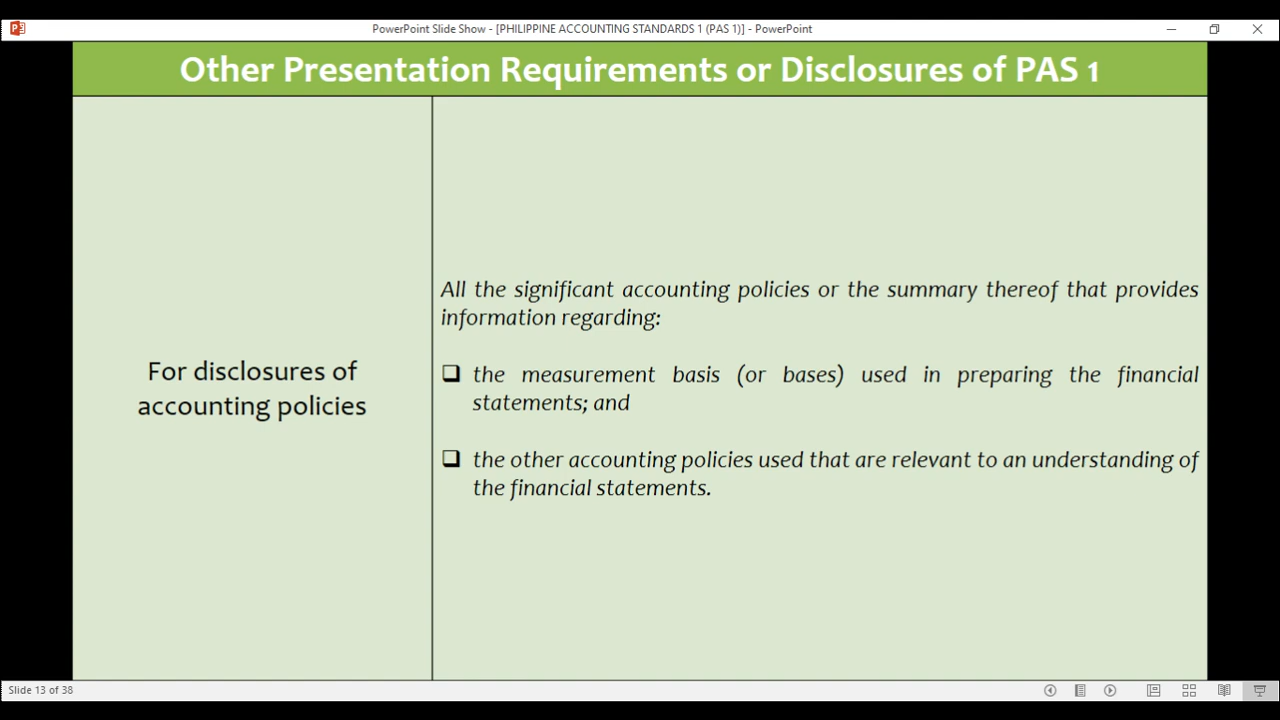 PowerPoint Slide Show - [PHILIPPINE ACCOUNTING STANDARDS 1 (PAS 1)] - PowerPoint
Other Presentation Requirements or Disclosures of PAS 1
For disclosures of
accounting policies
All the significant accounting policies or the summary thereof that provides
information regarding:
the measurement basis (or bases) used in preparing the financial
statements; and
the other accounting policies used that are relevant to an understanding of
the financial statements.
Slide 13 of 38